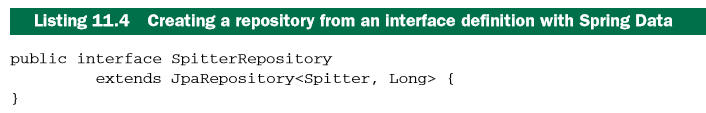 Listing 11.4 Creating a repository from an interface definition with Spring Data
public interface SpitterRepository
extends JpaRepository<Spitter, Long> {
}